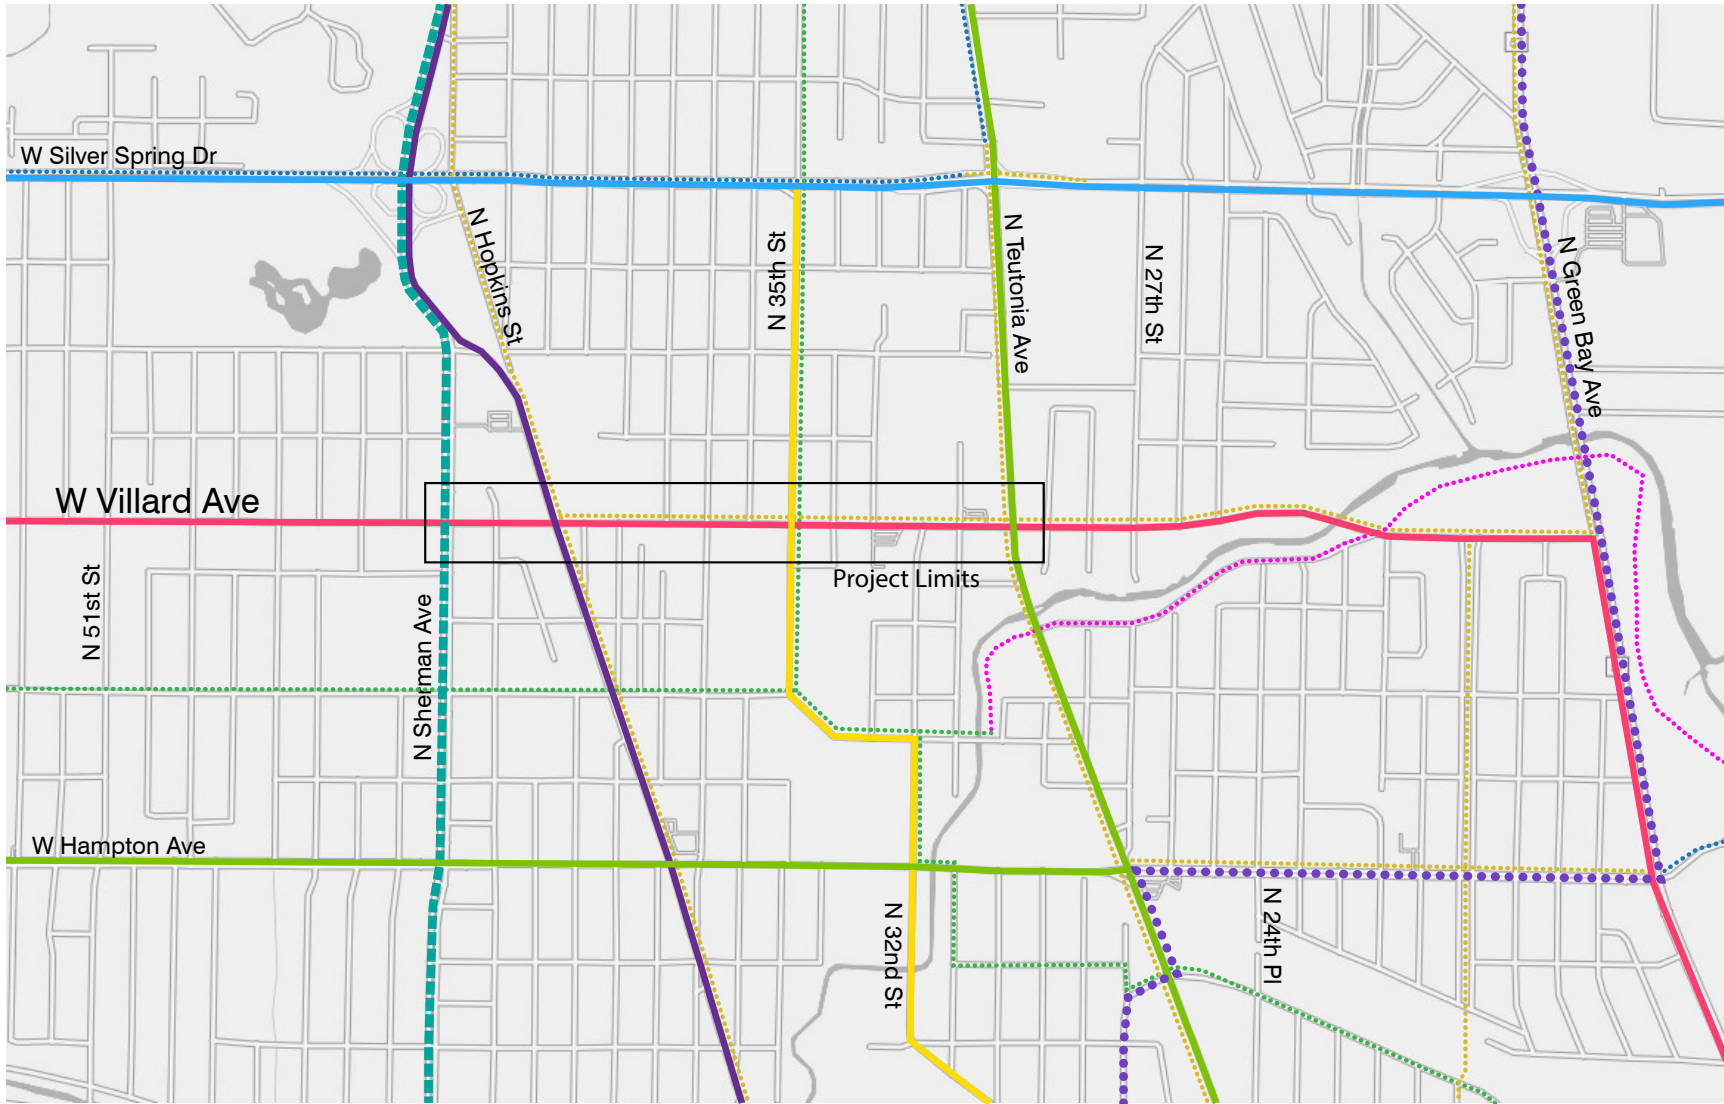 W Silver Spring Dr
N Hopkins St
N 35th St
N Teutonia Ave
N 27th St
N Green Bay Ave
W Villard Ave
Project Limits
N 51st St
N Sherman Ave
W Hampton Ave
N 32nd St
N 24th Pl